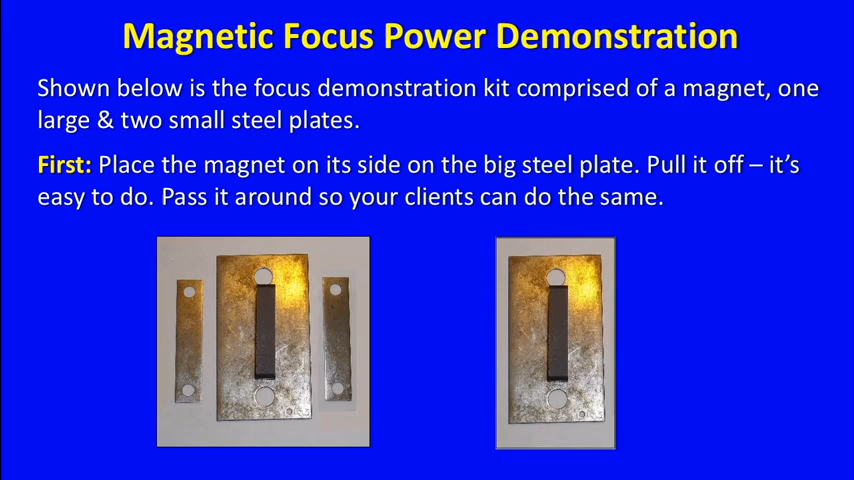 Magnetic Focus Power Demonstration
Shown below is the focus demonstration kit comprised of a magnet, one
large & two small steel plates.
First: Place the magnet on its side on the big steel plate. Pull it off – it’s
easy to do. Pass it around so your clients can do the same.